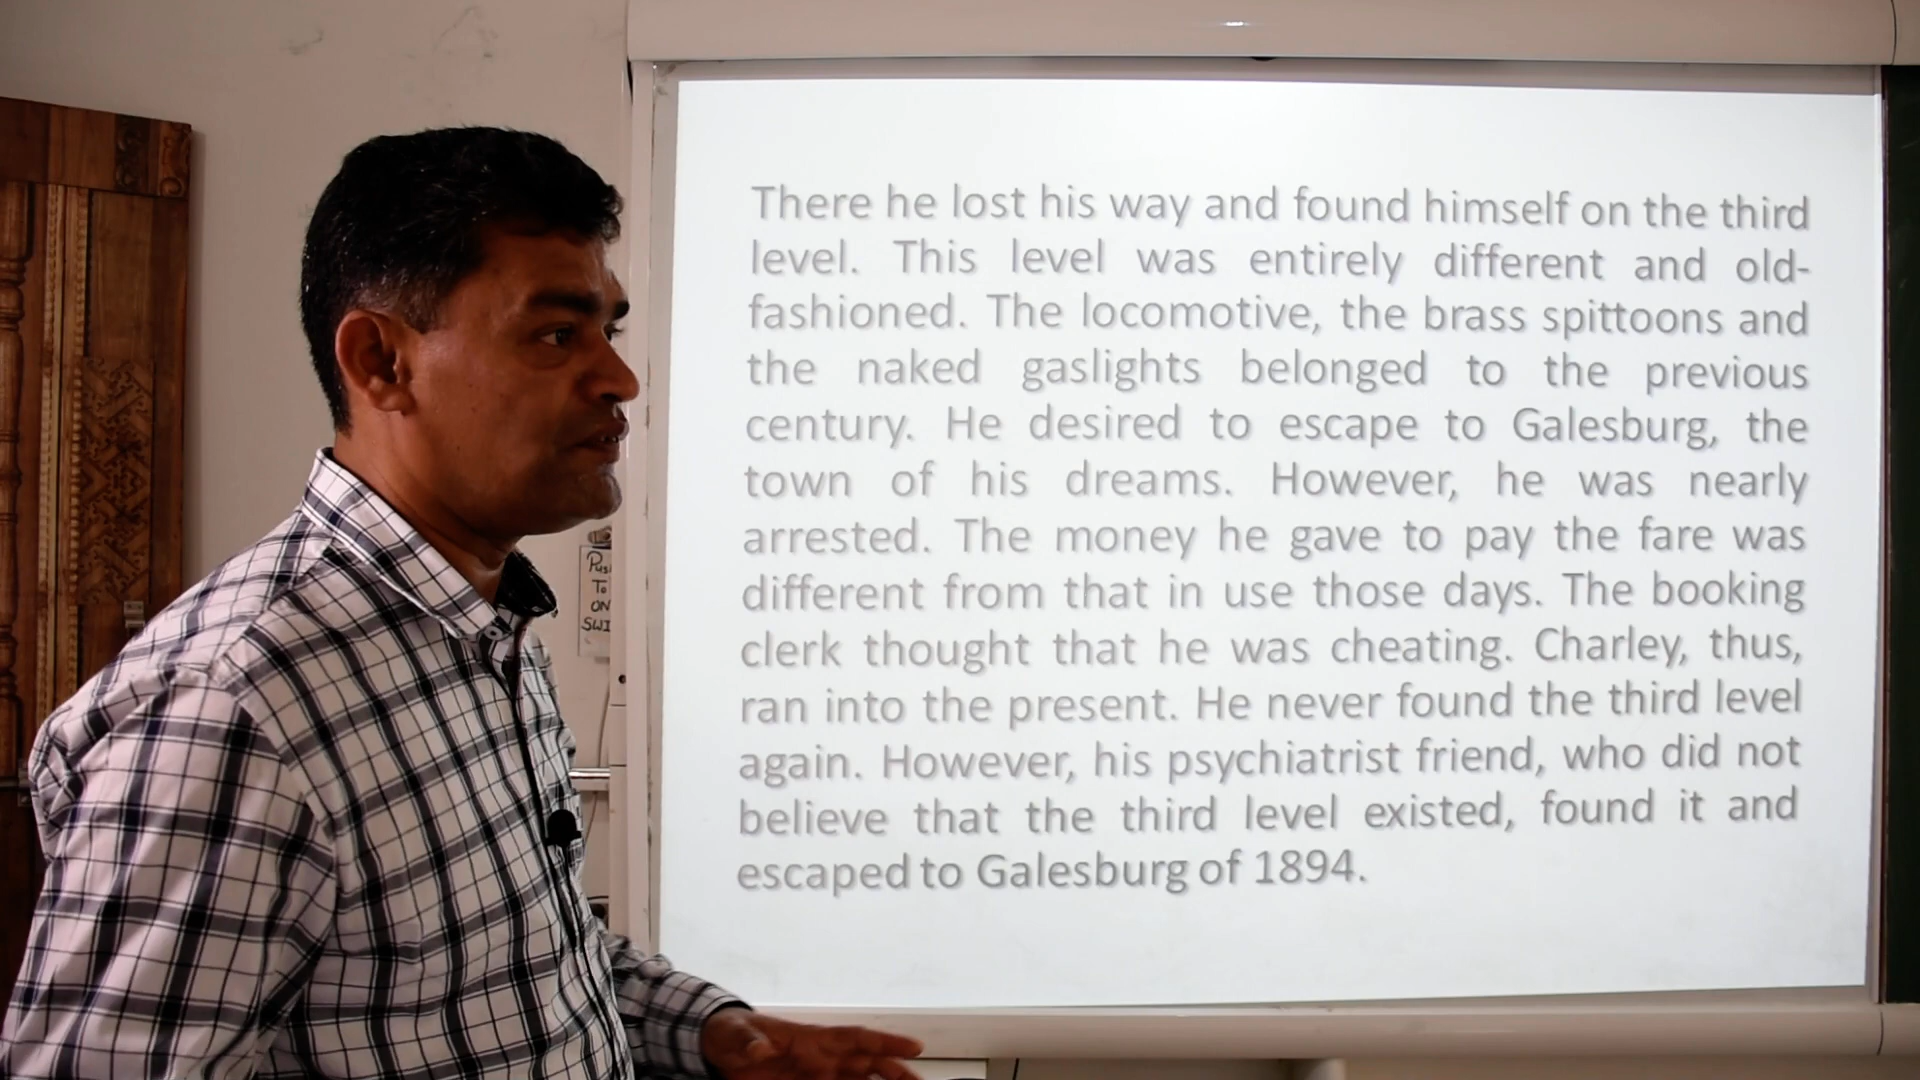 There he lost his way and found himself on the third
level. This level was entirely different and old-
fashioned. The locomotive, the brass spittoons and
the naked gaslights belonged to the previous
century. He desired to escape to Galesburg, the
town of his dreams. However, he was nearly
arrested. The money he gave to pay the fare was
different from that in use those days. The booking
clerk thought that he was cheating. Charley, thus,
ran into the present. He never found the third level
again. However, his psychiatrist friend, who did not
believe that the third level existed, found it and
escaped to Galesburg of 1894.
To
ON